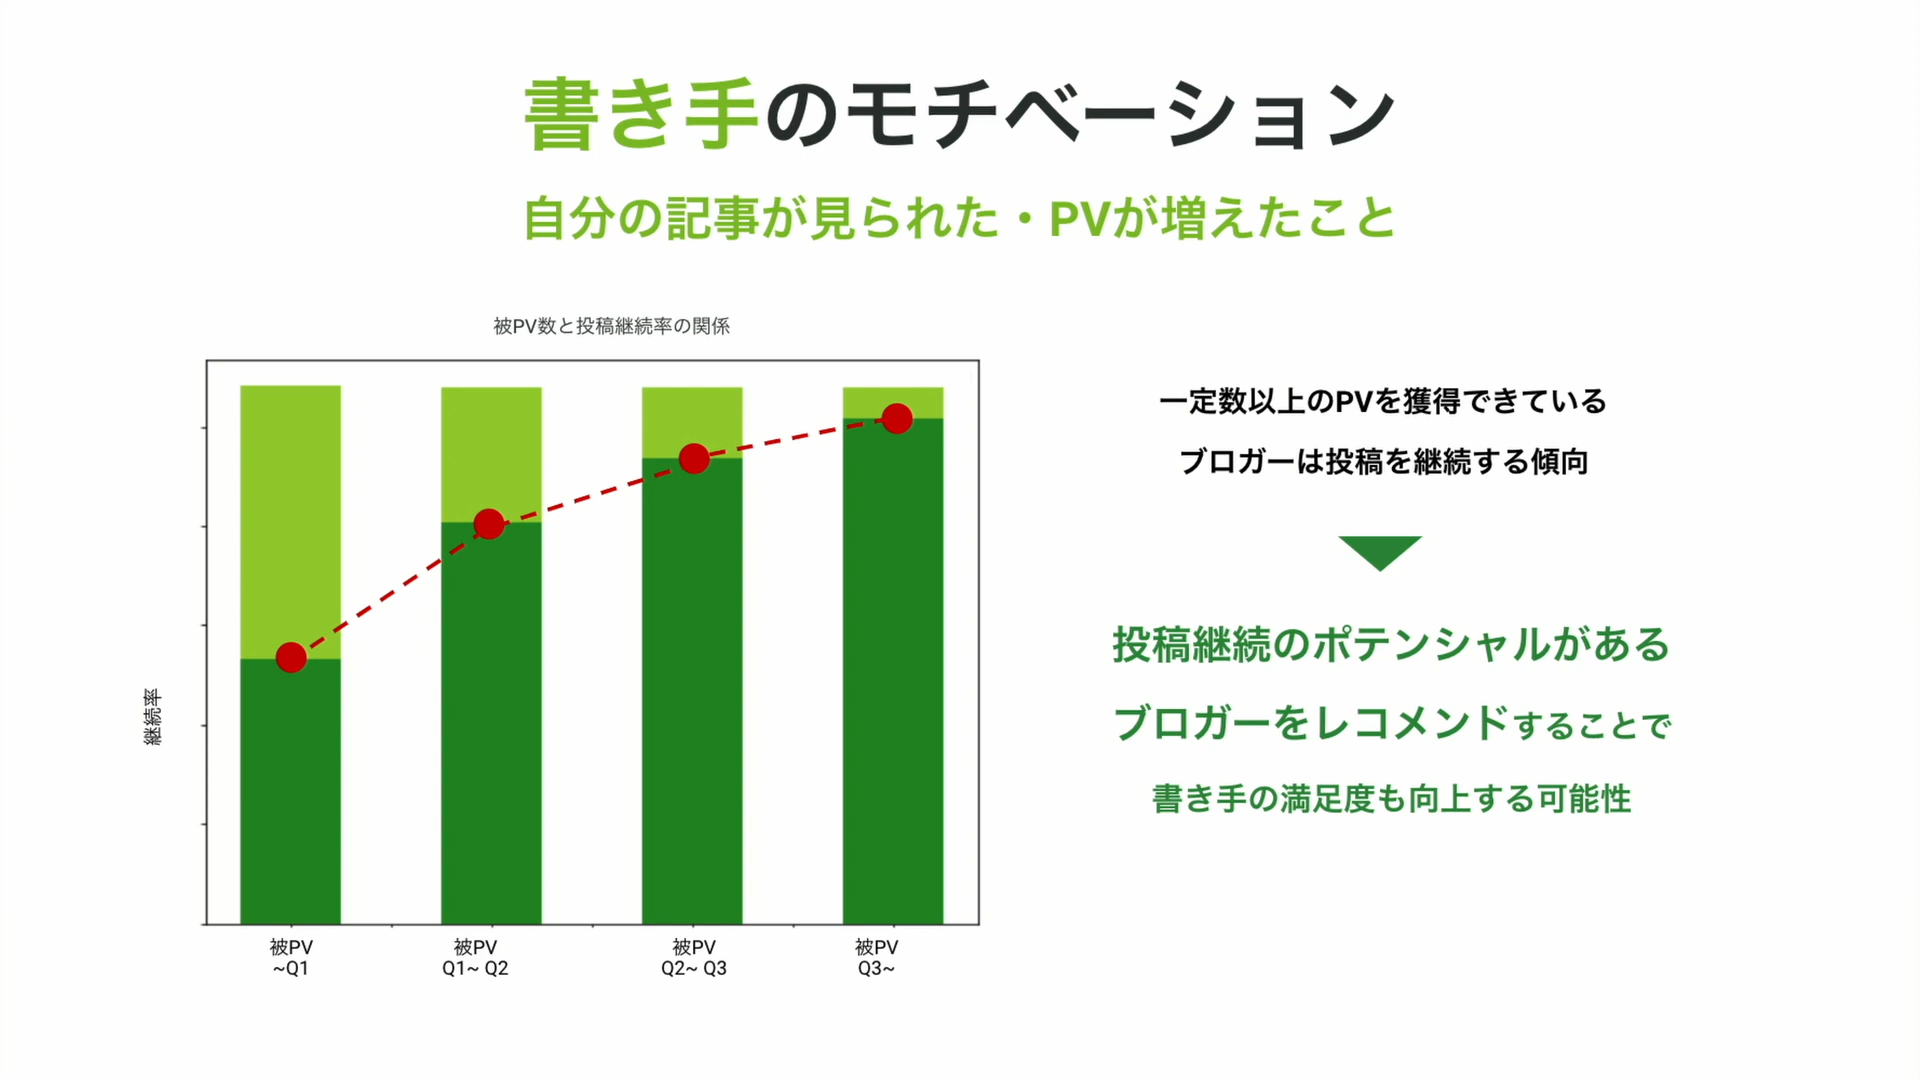 書き手のモチベーション
自分の記事が見られた・PVが増えたこと
被PV数と投稿継続率の関係
継続率
被PV
~Q1
被PV
Q1~ Q2
被PV
Q2~ Q3
被PV
Q3~
一定数以上のPVを獲得できている
ブロガーは投稿を継続する傾向
投稿継続のポテンシャルがある
ブロガーをレコメンドすることで
書き手の満足度も向上する可能性